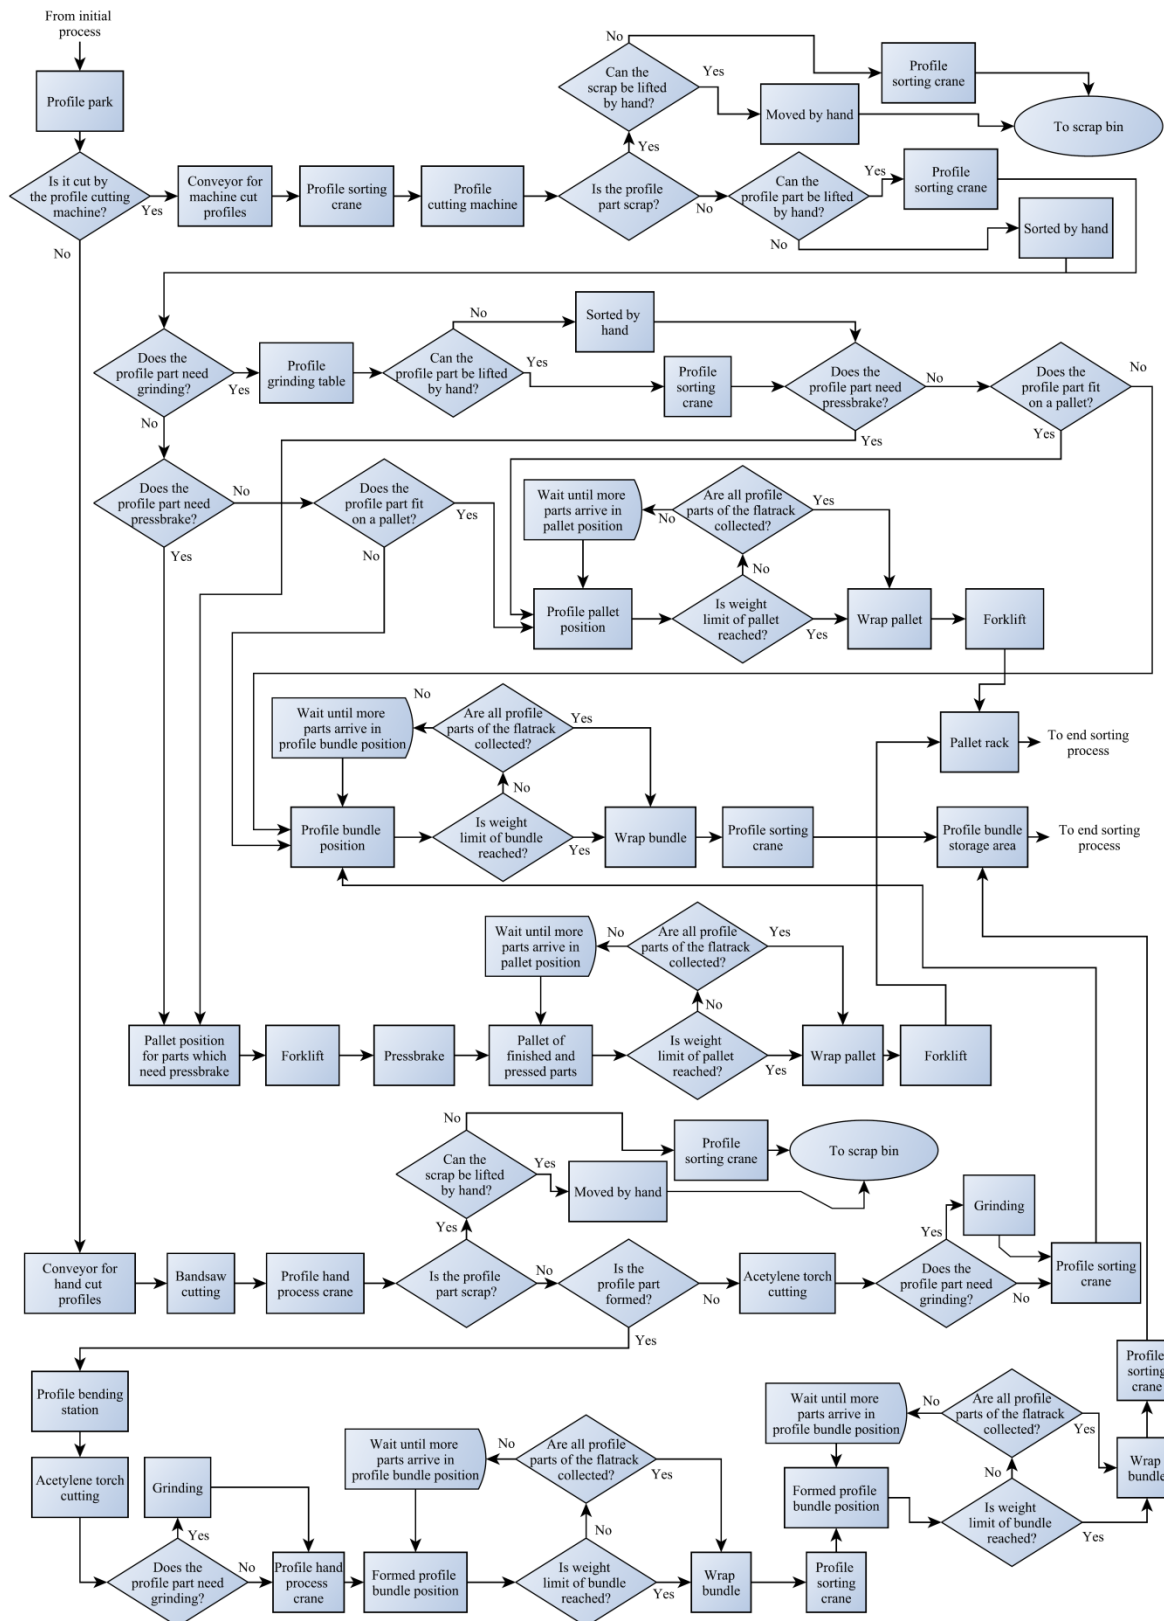 From initial
process
Profile park
Is it cut by
the profile cutting
machine?
Yes
No
Conveyor for
machine cut
profiles
Profile sorting
crane
Profile
cutting machine
Is the profile
part scrap?
Yes
No
Can the
scrap be lifted
by hand?
No
Yes
Profile
sorting crane
Moved by hand
To scrap bin
Can the
profile part be lifted
by hand?
Yes
No
Profile
sorting crane
Sorted by hand
Does the
profile part need
grinding?
Yes
No
Profile
grinding table
Can the
profile part be lifted
by hand?
No
Yes
Sorted by
hand
Profile
sorting
crane
Does the
profile part need
pressbrake?
No
Yes
Does the
profile part fit
on a pallet?
No
Yes
Does the
profile part need
pressbrake?
No
Yes
Does the
profile part fit
on a pallet?
Yes
No
Wait until more
parts arrive in
pallet position
Are all profile
parts of the flatrack
collected?
No
Yes
No
Profile pallet
position
Is weight
limit of pallet
reached?
Yes
Wrap pallet
Forklift
Wait until more
parts arrive in
profile bundle position
No
Are all profile
parts of the flatrack
collected?
Yes
No
Pallet rack
To end sorting
process
Profile bundle
position
Is weight
limit of bundle
reached?
Yes
Wrap bundle
Profile sorting
crane
Profile bundle
storage area
To end sorting
process
Wait until more
parts arrive in
pallet position
No
Are all profile
parts of the flatrack
collected?
Yes
No
Pallet position
for parts which
need pressbrake
Forklift
Pressbrake
Pallet of
finished and
pressed parts
Is weight
limit of pallet
reached?
Yes
Wrap pallet
Forklift
No
Can the
scrap be lifted
by hand?
Yes
Profile
sorting crane
Moved by hand
To scrap bin
Yes
Conveyor for
hand cut
profiles
Bandsaw
cutting
Profile hand
process crane
Is the profile
part scrap?
No
Is the
profile part
formed?
No
Yes
Acetylene torch
cutting
Does the
profile part need
grinding?
Yes
No
Grinding
Profile sorting
crane
Profile bending
station
Acetylene torch
cutting
Does the
profile part need
grinding?
Yes
No
Grinding
Profile hand
process
crane
Wait until more
parts arrive in
profile bundle position
No
Are all profile
parts of the flatrack
collected?
Yes
No
Formed profile
bundle position
Is weight
limit of bundle
reached?
Yes
Wrap
bundle
Profile
sorting
crane
Wait until more
parts arrive in
profile bundle position
No
Are all profile
parts of the flatrack
collected?
Yes
No
Formed profile
bundle position
Is weight
limit of bundle
reached?
Yes
Wrap
bundle
Profile
sorting
crane